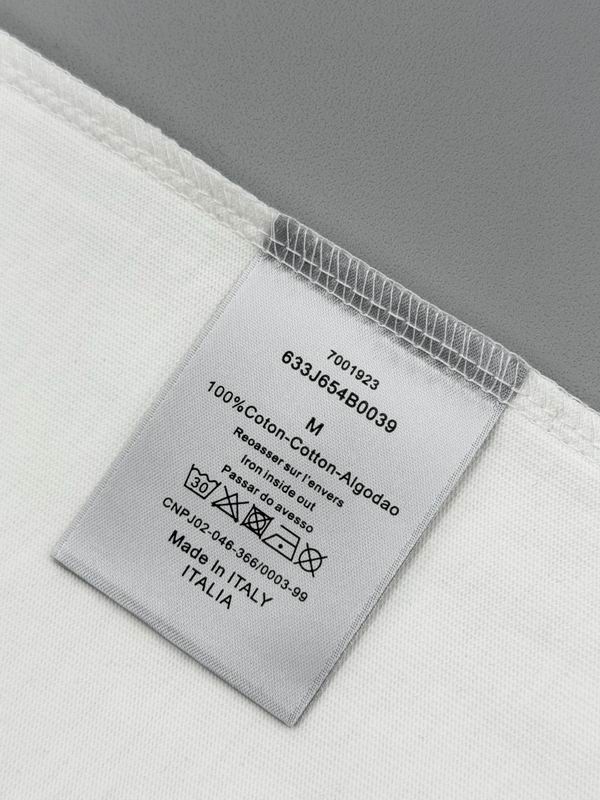 7001923
633J654B0039
M
100%Coton-Cotton-Algodao
Reoasser sur l'envers
Iron inside out
Passar do avesso
30
CNPJ02-046-366/0003-99
Made In ITALY
ITALIA